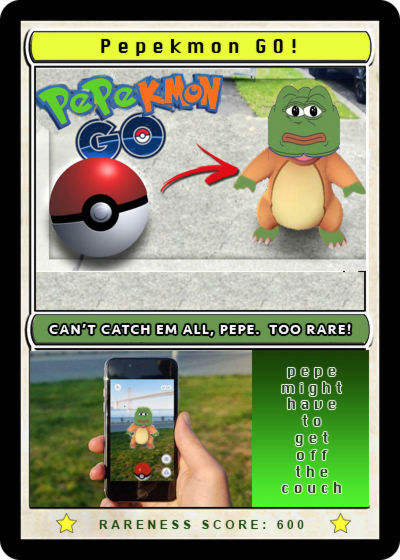 Pepekmon GO!
PePeKMON
GO
CAN'T CATCH EM ALL, PEPE. TOO RARE!
pepe
might
have
to
get
off
the
couch
RARENESS SCORE: 600